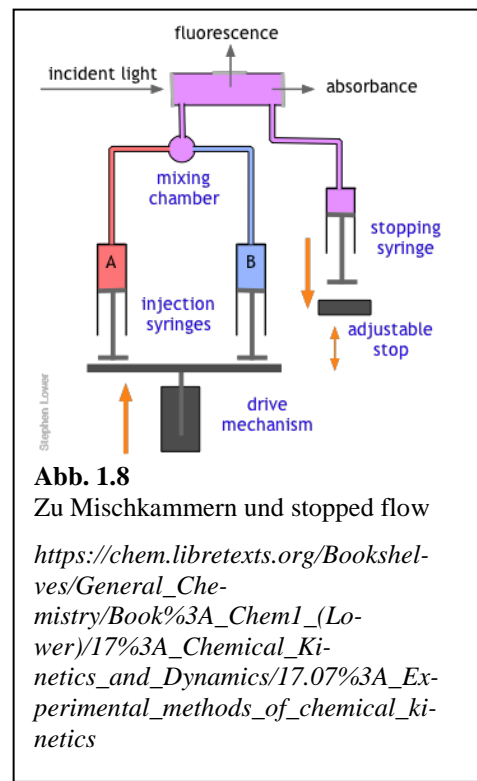 fluorescence
incident light
absorbance
mixing
chamber
stopping
syringe
A
B
injection
syringes
adjustable
stop
drive
mechanism
Stephen Lower
Abb. 1.8
Zu Mischkammern und stopped flow
https://chem.libretexts.org/Bookshel-
ves/General_Che-
mistry/Book%3A_Chem1_(Lo-
wer)/17%3A_Chemical_Ki-
netics_and_Dynamics/17.07%3A_Ex-
perimental_methods_of_chemical_ki-
netics